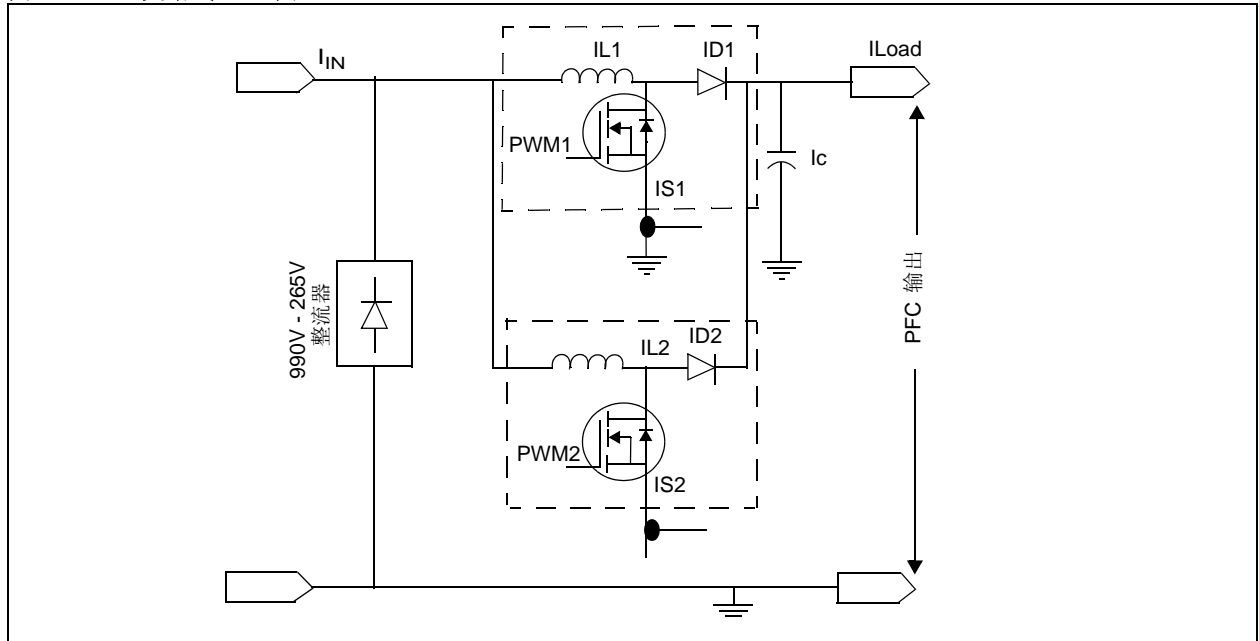 I_IN
IL1
ID1
ILoad
PWM1
Ic
IS1
990V - 265V
整流器
PFC 输出
IL2
ID2
PWM2
IS2